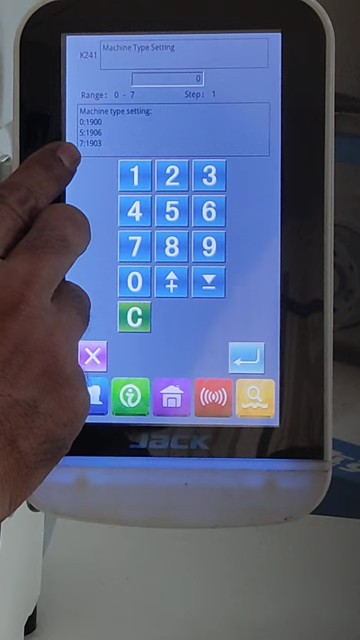 K241
Machine Type Setting
0
Range: 0 - 7 Step: 1
Machine type setting:
0:1900
5:1906
7:1903
1 2 3
4 5 6
7 8 9
0
C
JACK